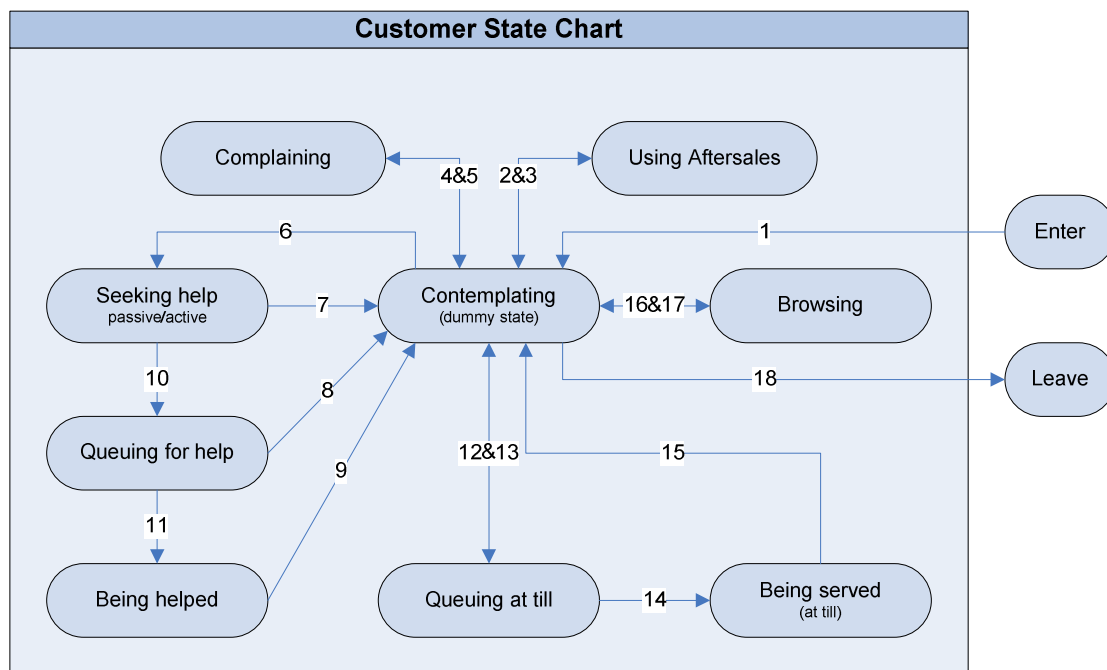 Customer State Chart
Complaining
Using Aftersales
4&5
2&3
6
1
Enter
Seeking help
passive/active
7
Contemplating
(dummy state)
16&17
Browsing
10
8
18
Leave
Queuing for help
9
12&13
15
11
Being helped
Queuing at till
14
Being served
(at till)